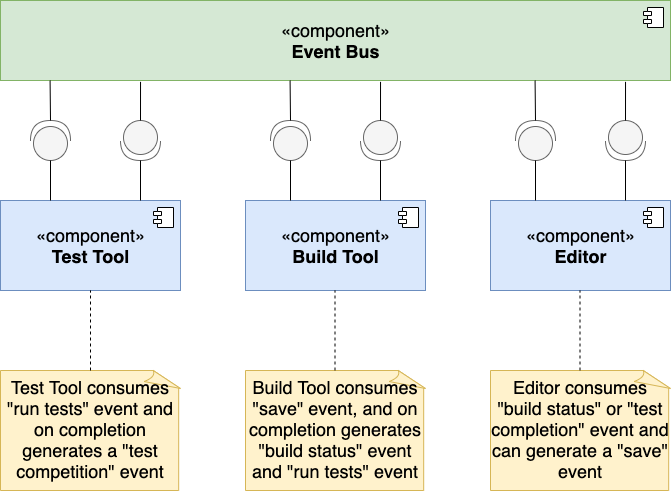 «component»
Event Bus
«component»
Test Tool
«component»
Build Tool
«component»
Editor
Test Tool consumes
"run tests" event and
on completion
generates a "test
competition" event
Build Tool consumes
"save" event, and on
completion generates
"build status" event
and "run tests" event
Editor consumes
"build status" or "test
completion" event and
can generate a "save"
event